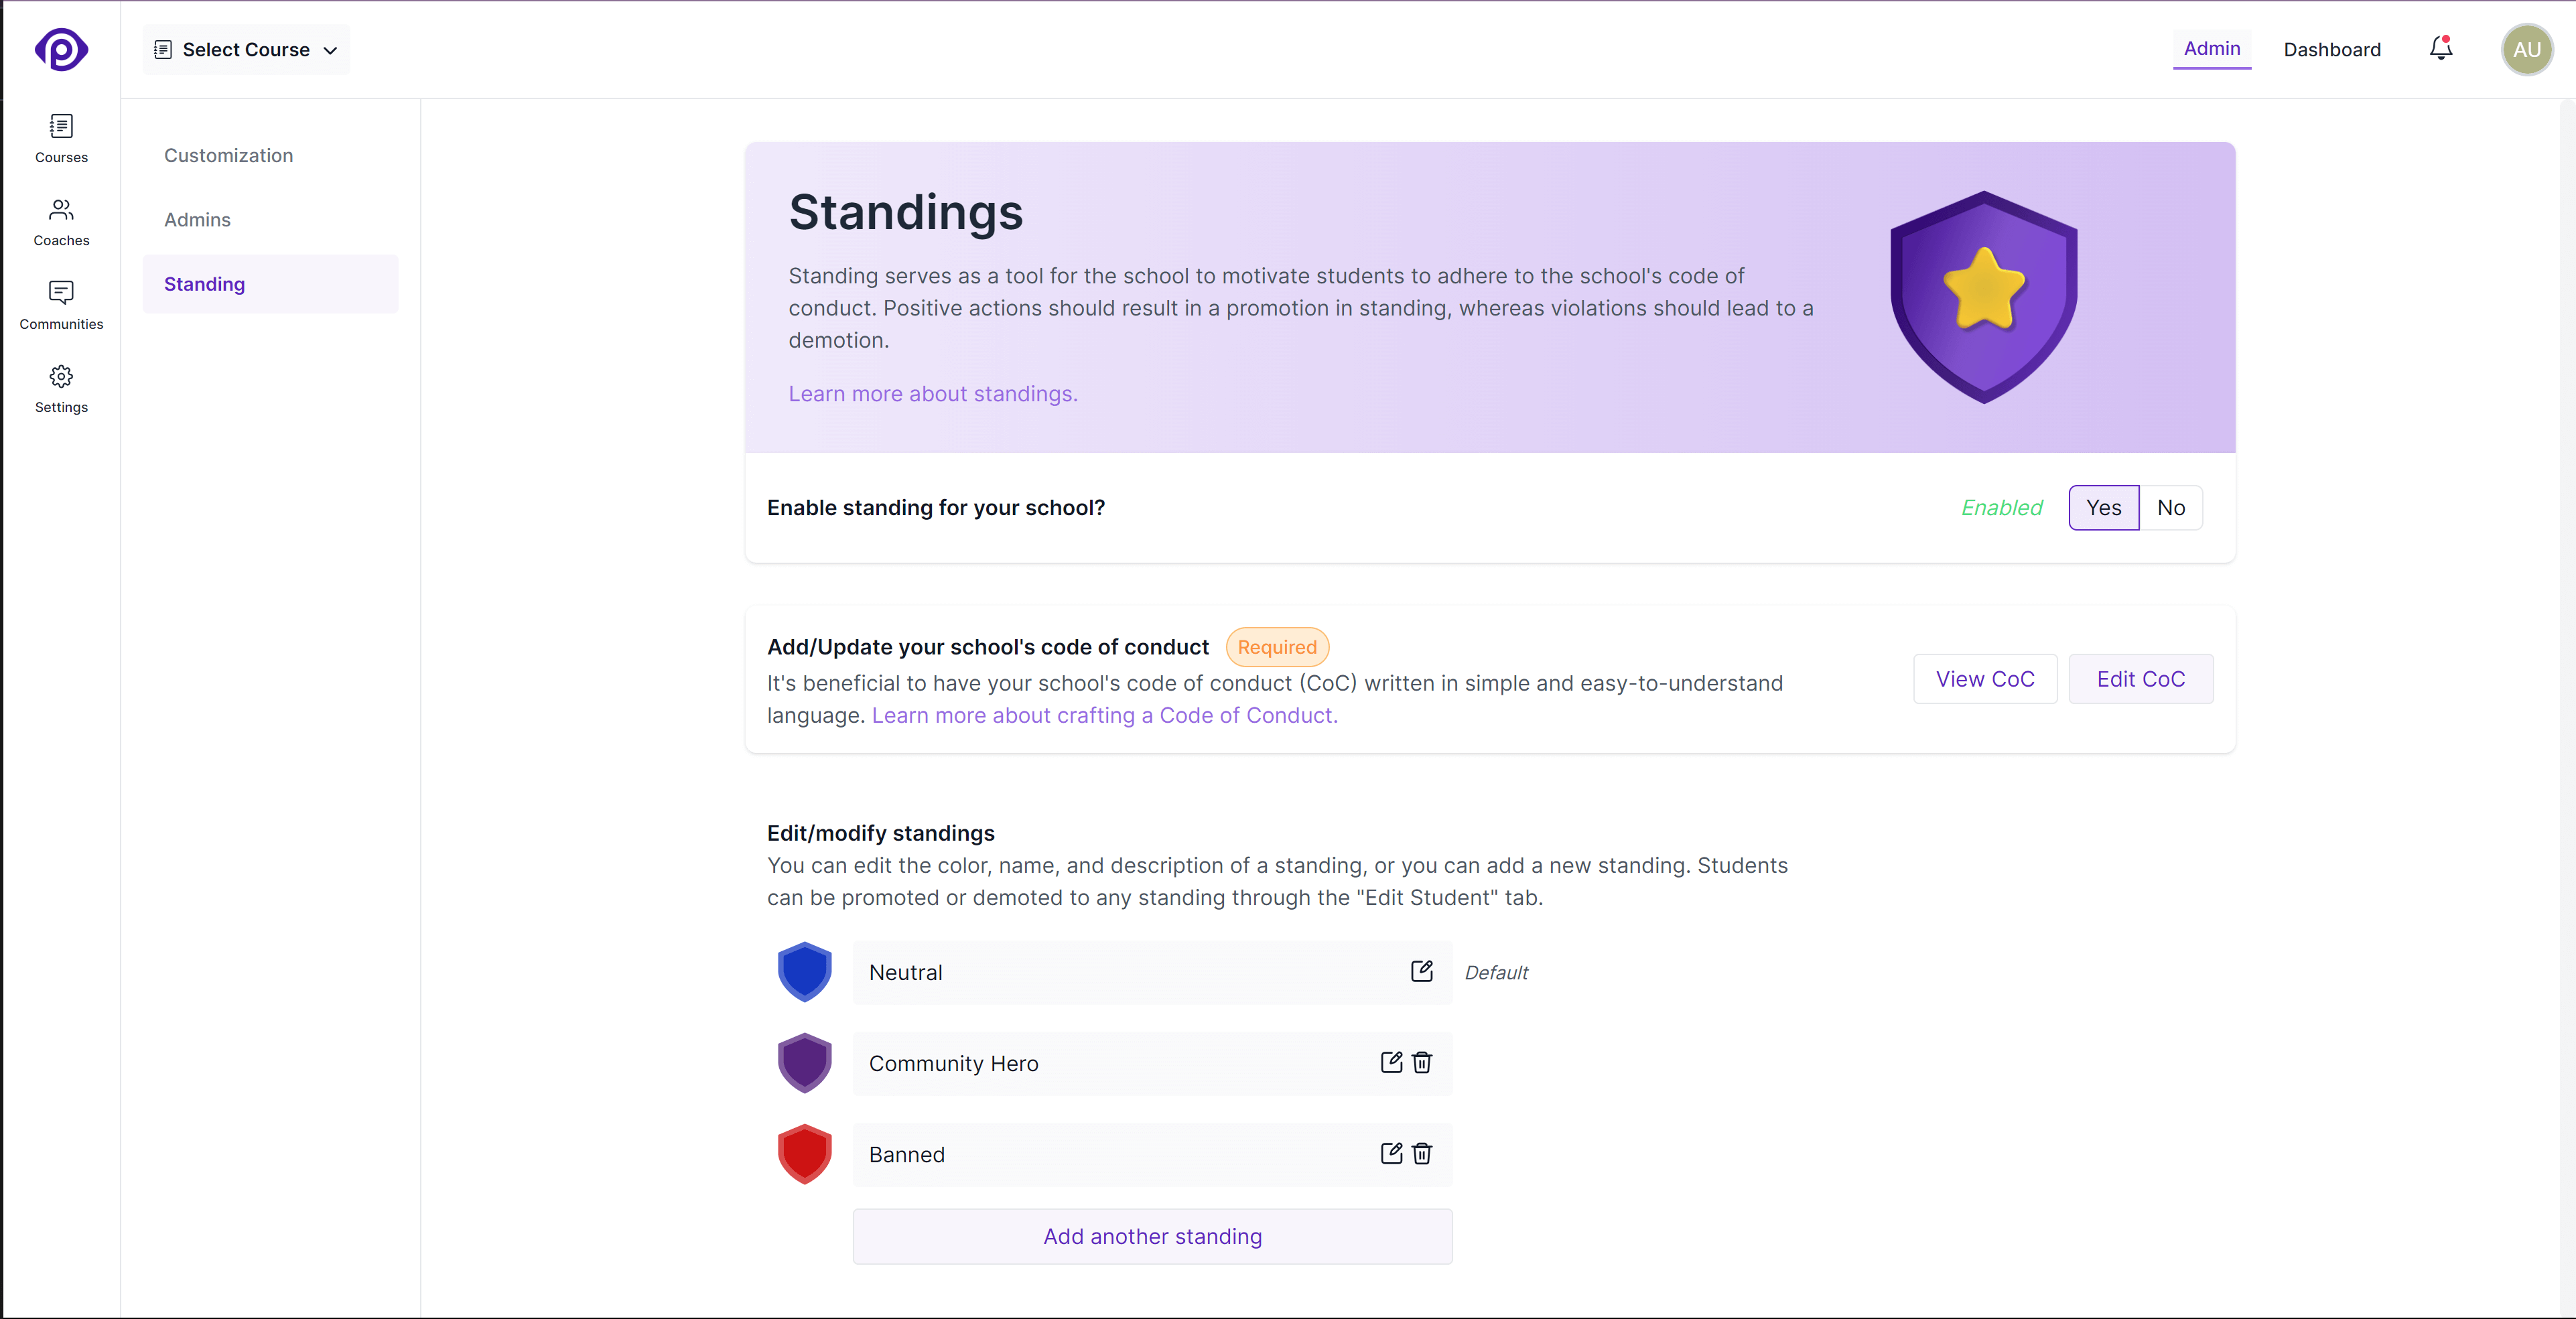 Select Course
Admin
Dashboard
AU
Courses
Coaches
Communities
Settings
Customization
Admins
Standing
Standings
Standing serves as a tool for the school to motivate students to adhere to the school's code of
conduct. Positive actions should result in a promotion in standing, whereas violations should lead to a
demotion.
Learn more about standings.
Enable standing for your school?
Enabled
Yes
No
Add/Update your school's code of conduct
Required
It's beneficial to have your school's code of conduct (CoC) written in simple and easy-to-understand
language. Learn more about crafting a Code of Conduct.
View CoC
Edit CoC
Edit/modify standings
You can edit the color, name, and description of a standing, or you can add a new standing. Students
can be promoted or demoted to any standing through the "Edit Student" tab.
Neutral
Default
Community Hero
Banned
Add another standing